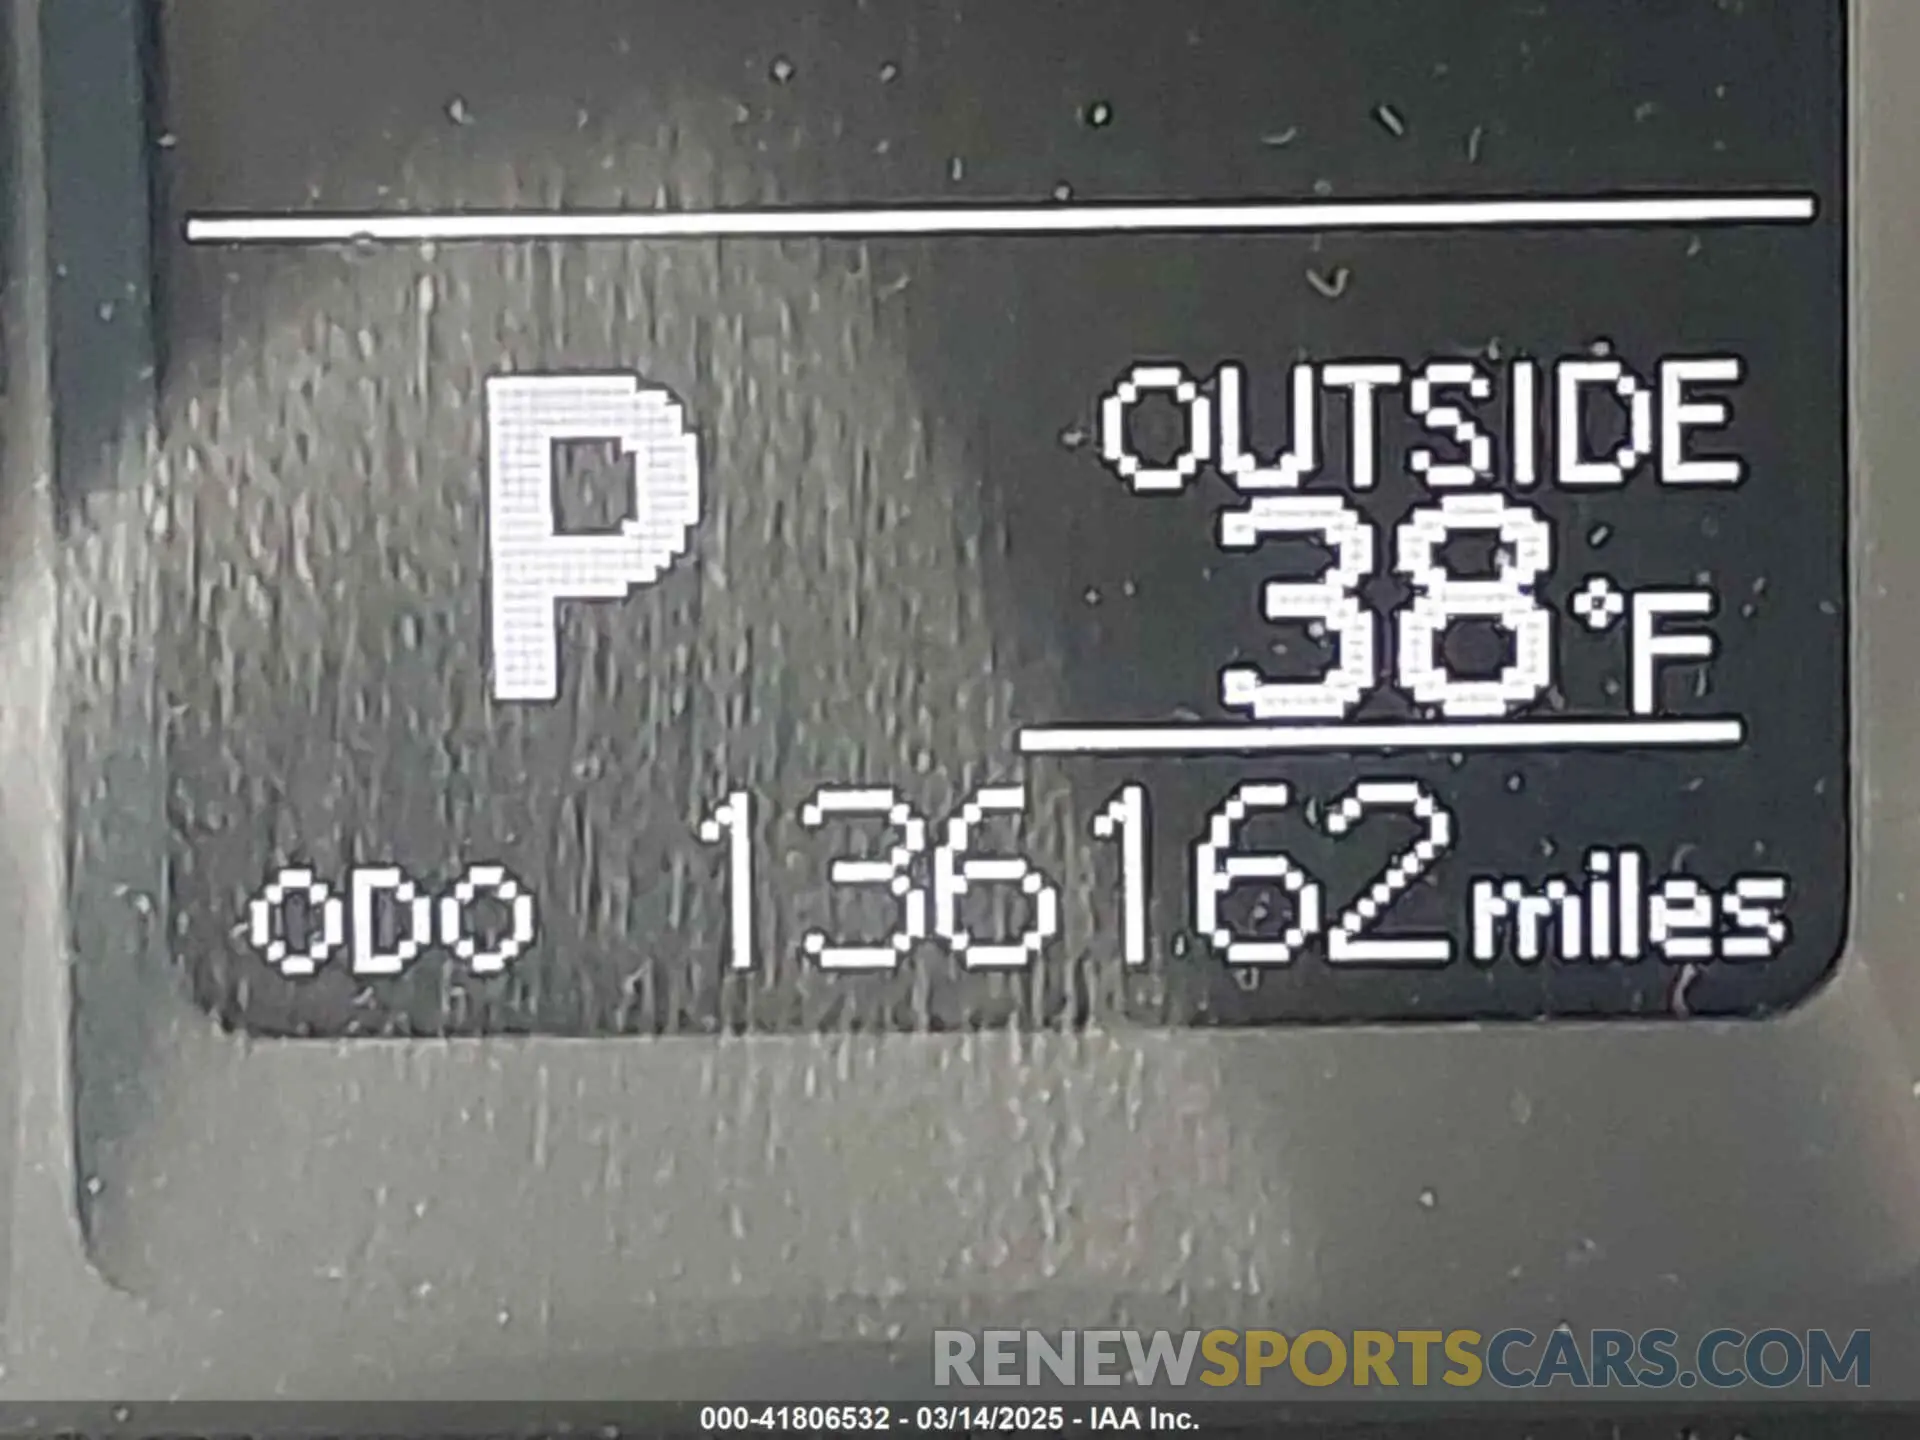 P
OUTSIDE
38°F
ODO 136162 miles
RENEWSPORTSCARS.COM
000-41806532 - 03/14/2025 - IAA Inc.